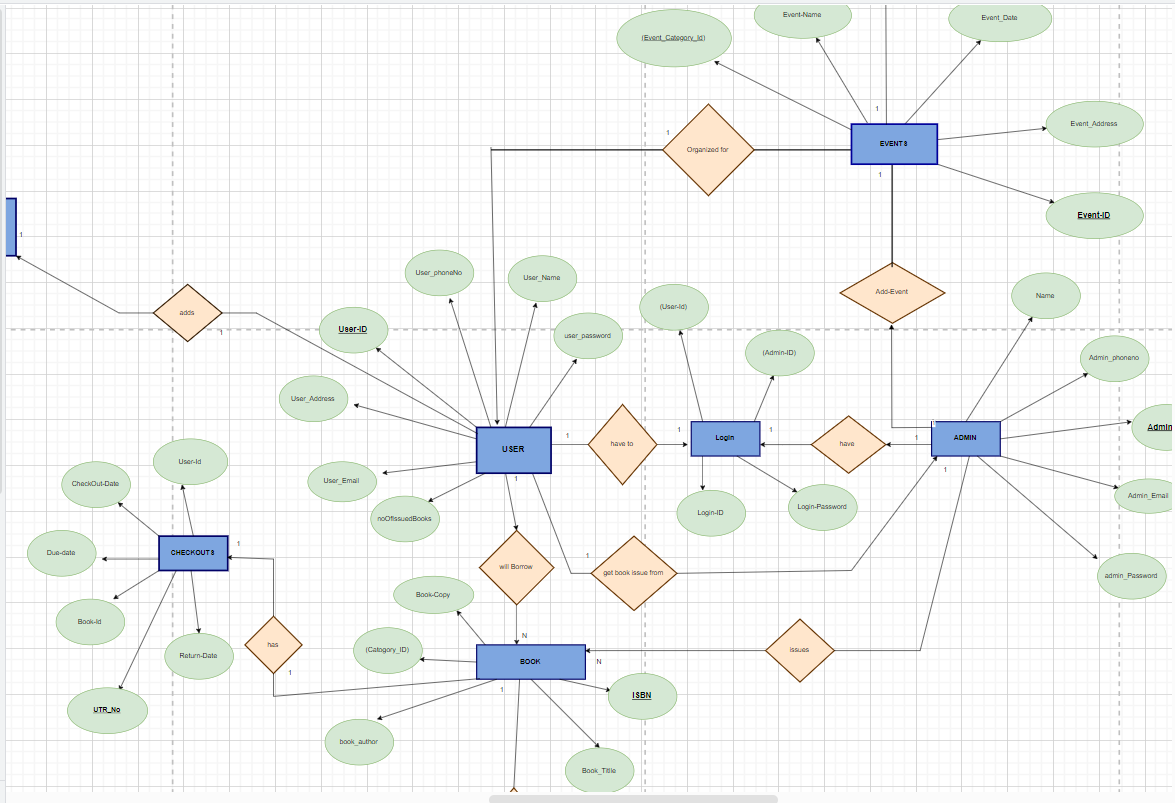 Event-Name
Event_Date
(Event_Category_Id)
1
Event_Address
1
EVENTS
Organized for
1
Event-ID
1
User_phoneNo
User_Name
Add-Event
Name
(User-Id)
adds
1
User-ID
user_password
(Admin-ID)
Admin_phoneno
User_Address
Admin
1
1
Login
1
1
ADMIN
have to
have
USER
User-Id
1
1
CheckOut-Date
User_Email
Admin_Email
Login-Password
Login-ID
noOfIssuedBooks
1
CHECKOUTS
Due-date
1
will Borrow
get book issue from
admin_Password
Book-Copy
Book-Id
N
has
(Catogory_ID)
issues
Return-Date
BOOK
N
1
1
ISBN
UTR_No
book_author
Book_Titlle